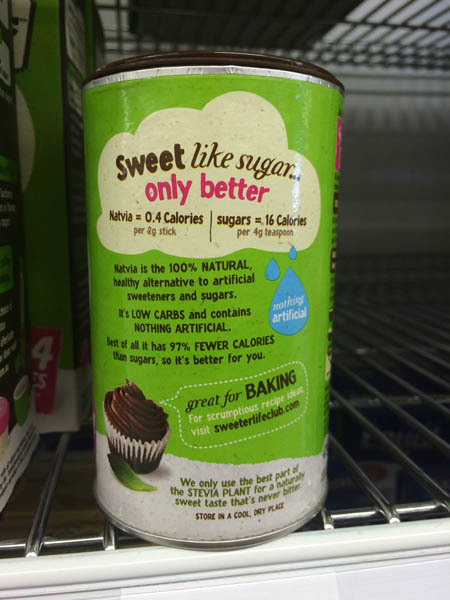 Sweet like sugar...
only better
Natvia = 0.4 Calories
per 2g stick
sugars = 16 Calories
per 4g teaspoon
Natvia is the 100% NATURAL,
healthy alternative to artificial
sweeteners and sugars.
It's LOW CARBS and contains
NOTHING ARTIFICIAL.
Best of all it has 97% FEWER CALORIES
than sugars, so it's better for you.
nothing
artificial
great for BAKING
For scrumptious recipe ideas,
visit sweeterlifeclub.com
We only use the best part of
the STEVIA PLANT for a naturally
sweet taste that's never bitter.
STORE IN A COOL, DRY PLACE
4